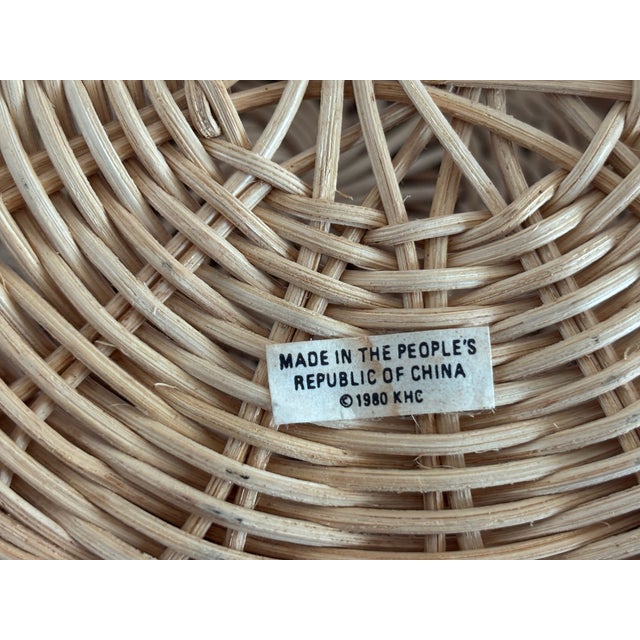 MADE IN THE PEOPLE'S
REPUBLIC OF CHINA
©1980 KHC